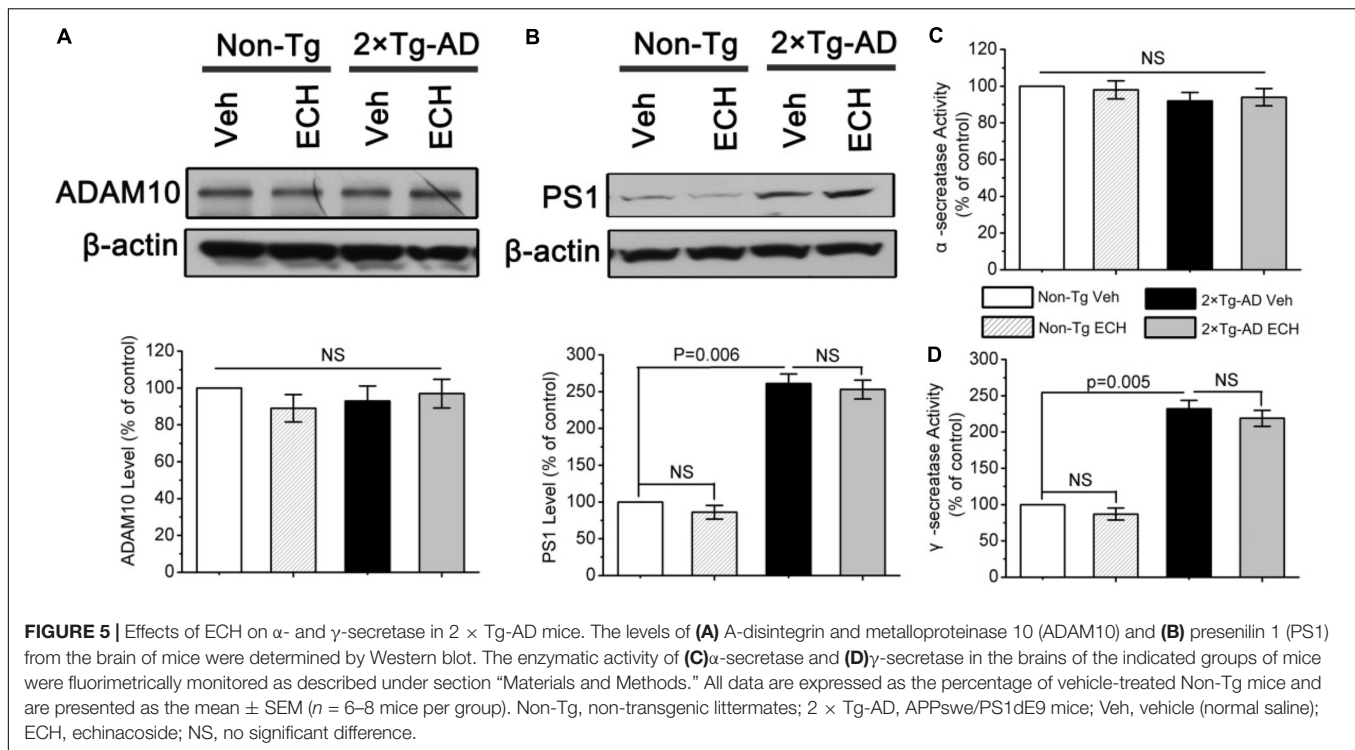 A
Non-Tg 2×Tg-AD
Veh ECH Veh ECH
ADAM10
β-actin
120
100
80
60
40
20
0
ADAM10 Level (% of control)
NS
B
Non-Tg 2×Tg-AD
Veh ECH Veh ECH
PS1
β-actin
300
250
200
150
100
50
0
PS1 Level (% of control)
P=0.006
NS
NS
C
120
100
80
60
40
20
0
α -secreatase Activity
(% of control)
NS
Non-Tg Veh 2×Tg-AD Veh
Non-Tg ECH 2×Tg-AD ECH
D
300
250
200
150
100
50
0
γ -secreatase Activity
(% of control)
p=0.005
NS
NS
FIGURE 5 | Effects of ECH on α- and γ-secretase in 2 × Tg-AD mice. The levels of (A) A-disintegrin and metalloproteinase 10 (ADAM10) and (B) presenilin 1 (PS1)
from the brain of mice were determined by Western blot. The enzymatic activity of (C)α-secretase and (D)γ-secretase in the brains of the indicated groups of mice
were fluorimetrically monitored as described under section “Materials and Methods.” All data are expressed as the percentage of vehicle-treated Non-Tg mice and
are presented as the mean ± SEM (n = 6–8 mice per group). Non-Tg, non-transgenic littermates; 2 × Tg-AD, APPswe/PS1dE9 mice; Veh, vehicle (normal saline);
ECH, echinacoside; NS, no significant difference.